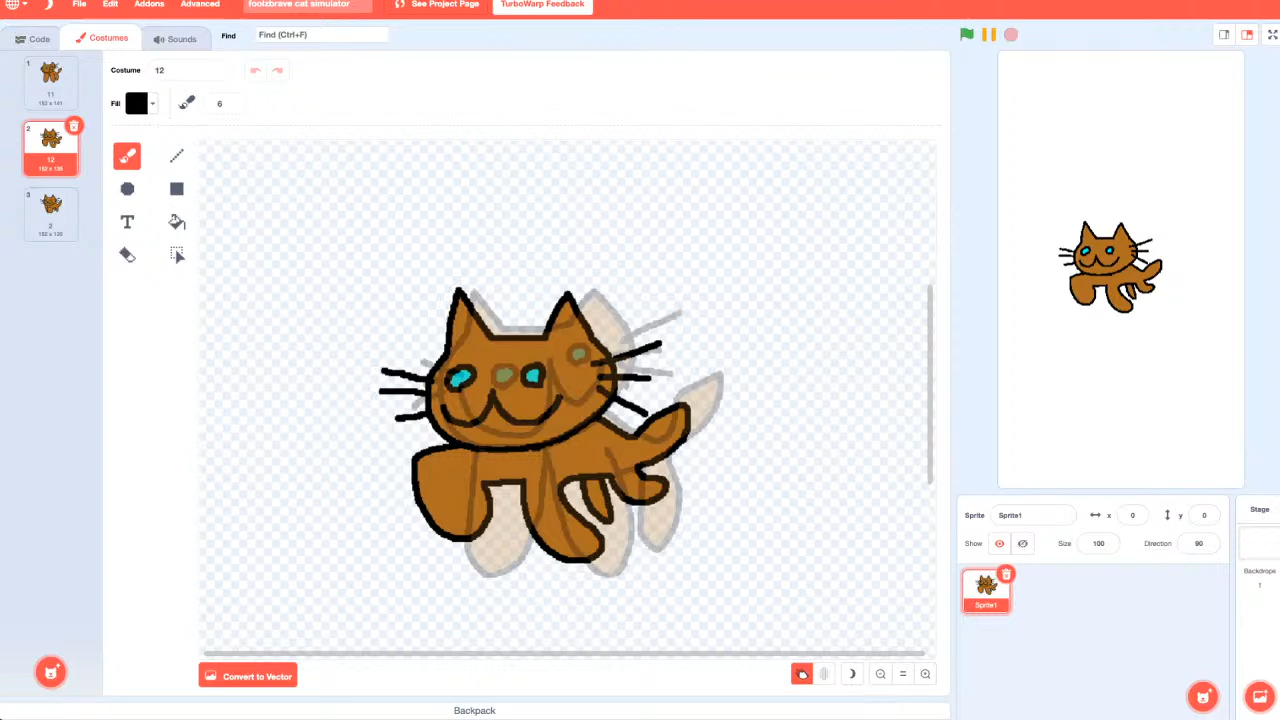 File Edit Addons Advanced foolzbrave cat simulator See Project Page TurboWarp Feedback
Code Costumes Sounds Find Find (Ctrl+F)
Costume 12
Fill 6
1
11
152 x 141
2
12
152 x 135
3
2
152 x 120
T
Convert to Vector
Backpack
Sprite Sprite1 x 0 y 0
Show Size 100 Direction 90
Sprite1
Stage
Backdrops
1